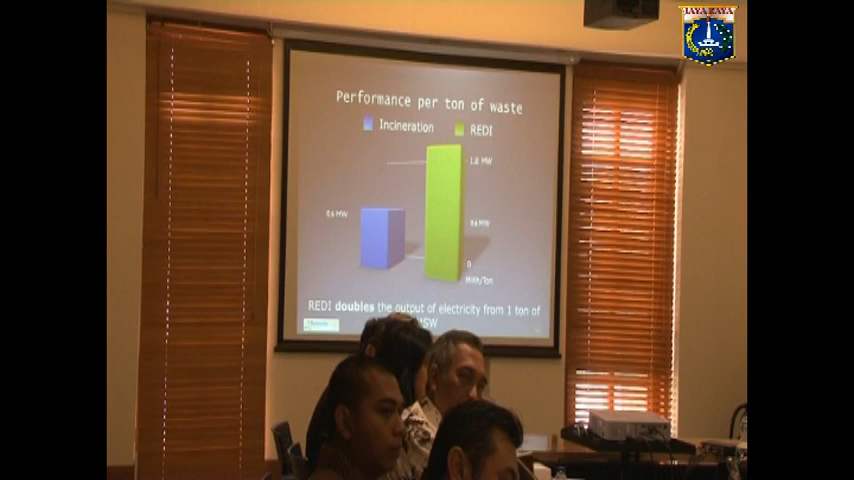 JAYA RAYA
Performance per ton of waste
Incineration
REDI
1.2 MW
0.6 MW
0.6 MW
0
MWh/Ton
REDI doubles the output of electricity from 1 ton of
MSW